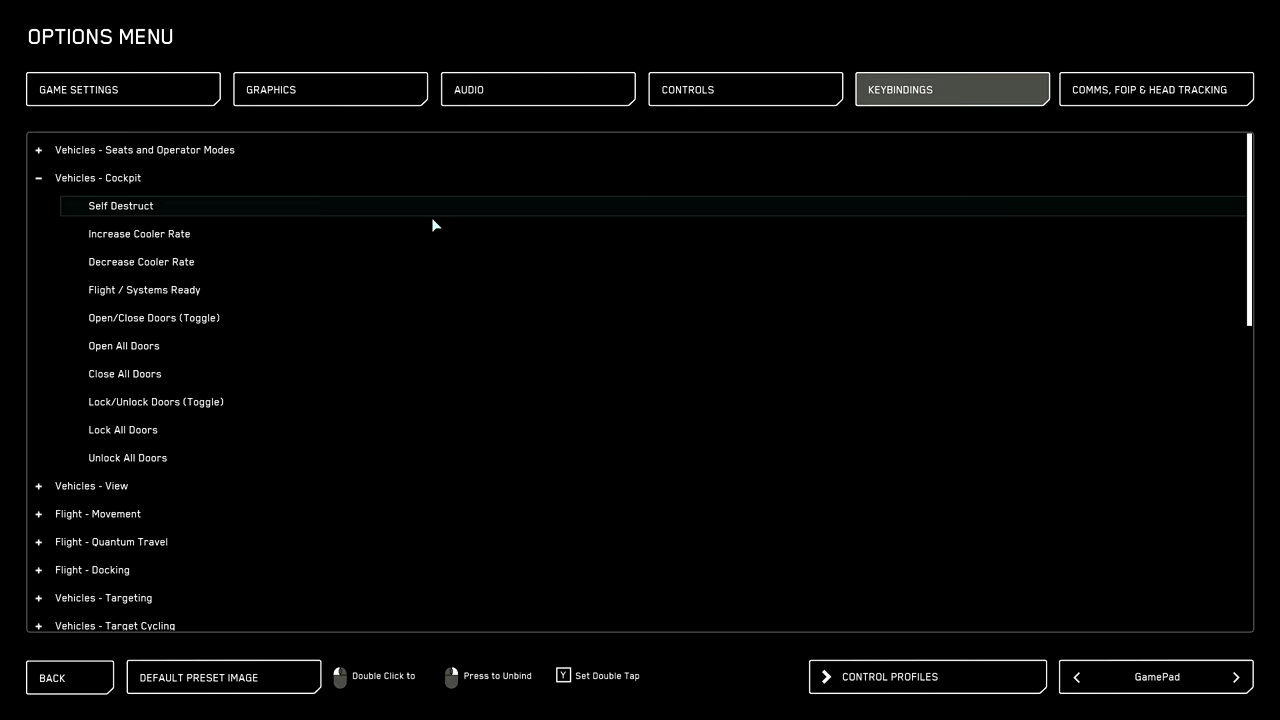 OPTIONS MENU
GAME SETTINGS
GRAPHICS
AUDIO
CONTROLS
KEYBINDINGS
COMMS, FOIP & HEAD TRACKING
+ Vehicles - Seats and Operator Modes
- Vehicles - Cockpit
Self Destruct
Increase Cooler Rate
Decrease Cooler Rate
Flight / Systems Ready
Open/Close Doors (Toggle)
Open All Doors
Close All Doors
Lock/Unlock Doors (Toggle)
Lock All Doors
Unlock All Doors
+ Vehicles - View
+ Flight - Movement
+ Flight - Quantum Travel
+ Flight - Docking
+ Vehicles - Targeting
+ Vehicles - Target Cycling
BACK
DEFAULT PRESET IMAGE
Double Click to
Press to Unbind
Y Set Double Tap
CONTROL PROFILES
GamePad